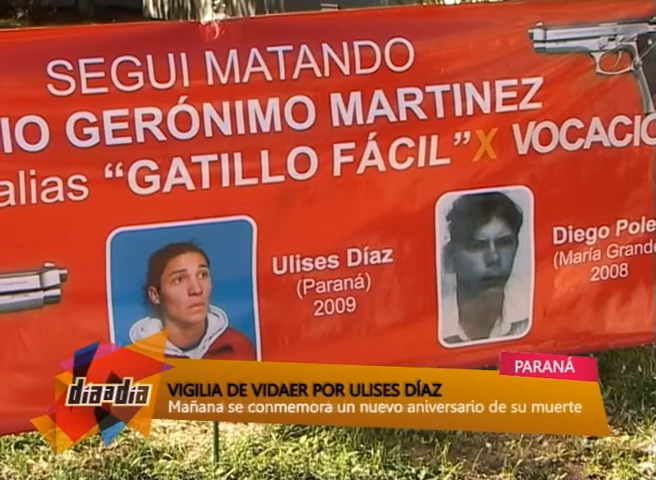 SEGUI MATANDO
IO GERÓNIMO MARTINEZ
alias "GATILLO FÁCIL" X VOCACIO
Ulises Díaz
(Paraná)
2009
Diego Pole
(María Grande
2008
PARANÁ
díaadía
VIGILIA DE VIDAER POR ULISES DÍAZ
Mañana se conmemora un nuevo aniversario de su muerte